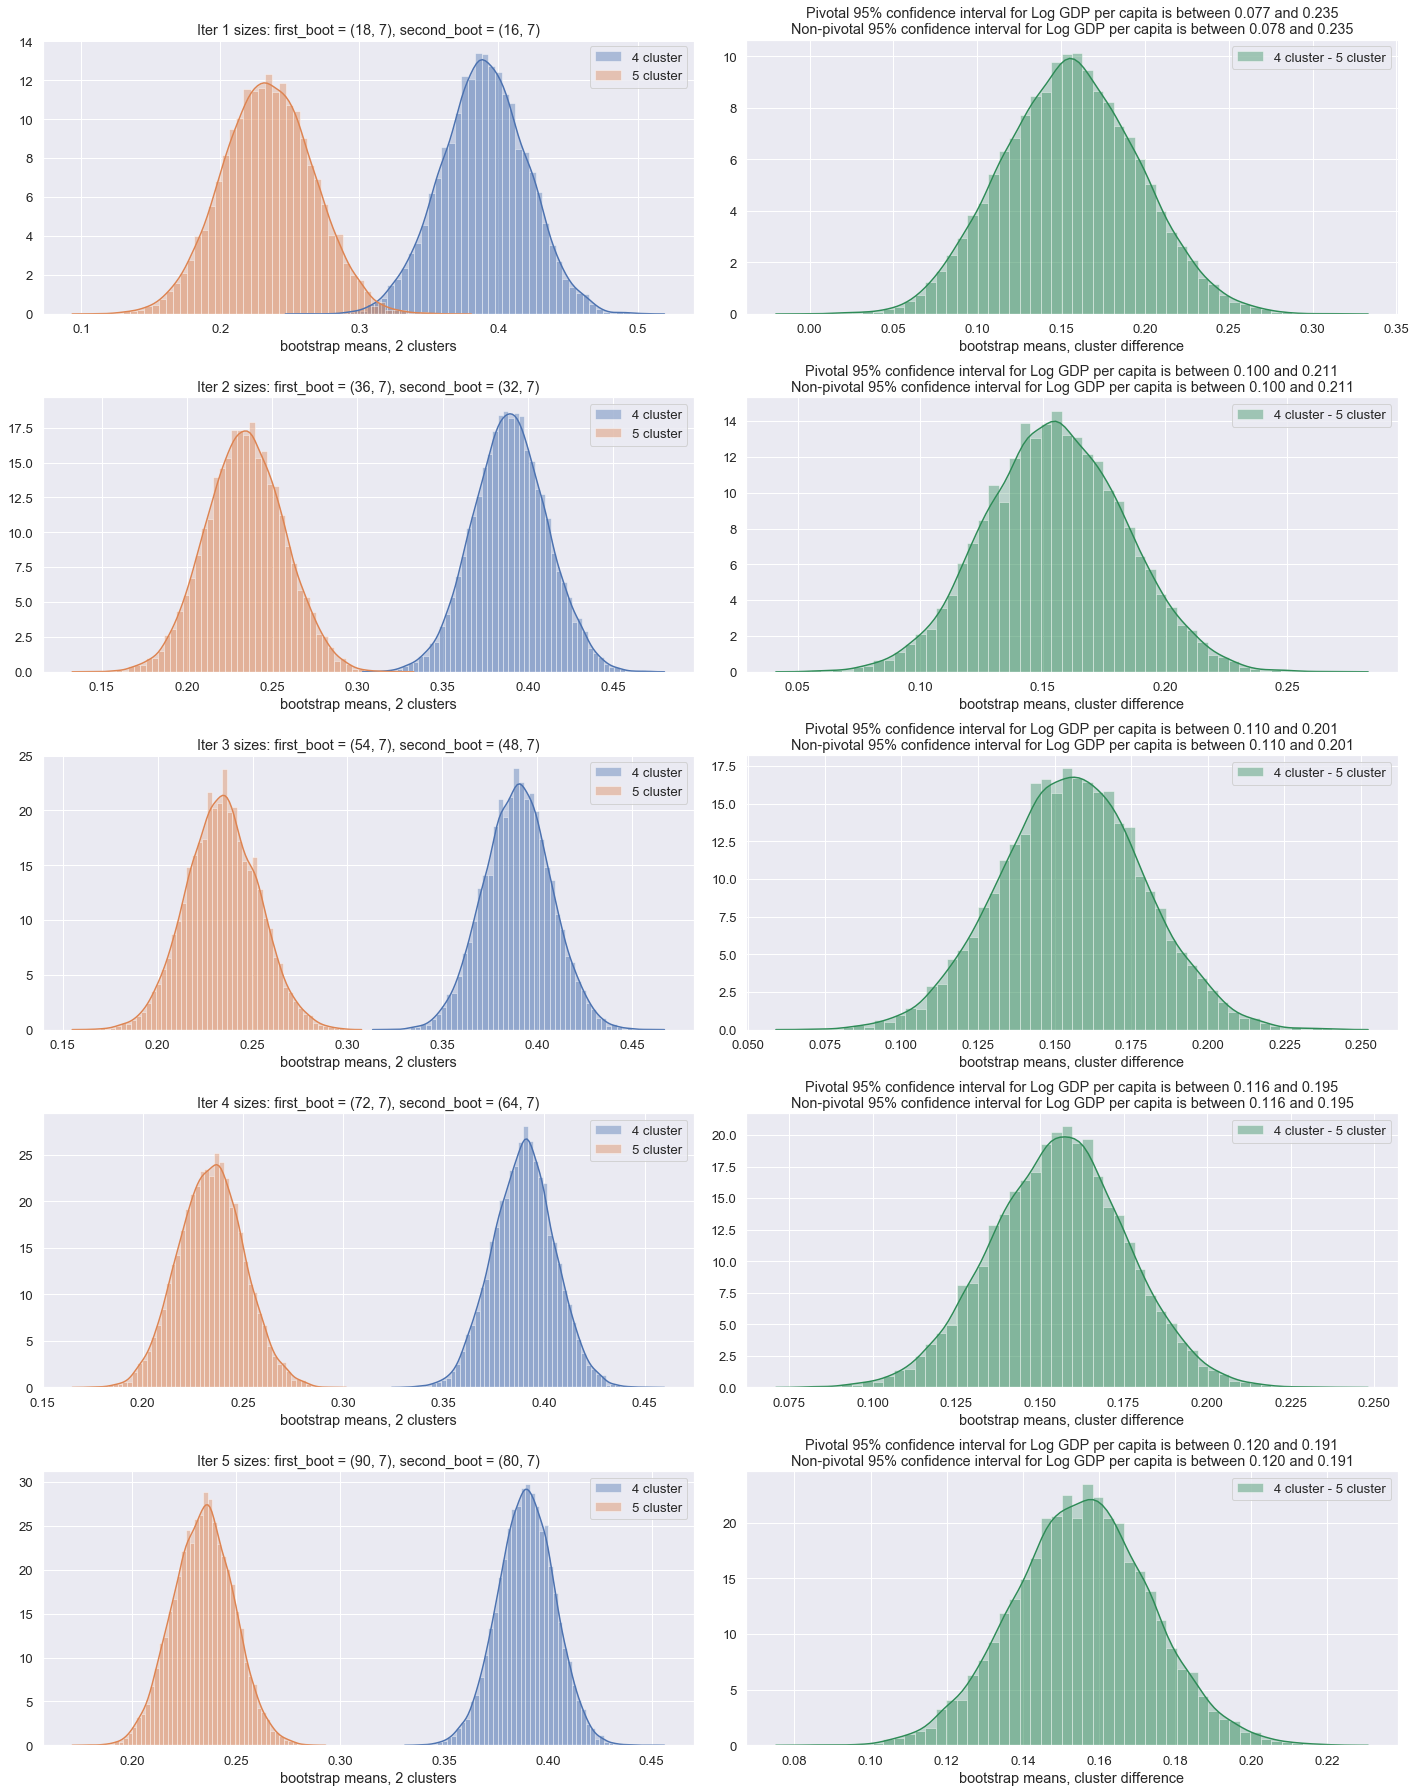 Iter 1 sizes: first_boot = (18, 7), second_boot = (16, 7)
14
12
10
8
6
4
2
0
4 cluster
5 cluster
0.1 0.2 0.3 0.4 0.5
bootstrap means, 2 clusters
Pivotal 95% confidence interval for Log GDP per capita is between 0.077 and 0.235
Non-pivotal 95% confidence interval for Log GDP per capita is between 0.078 and 0.235
10
8
6
4
2
0
4 cluster - 5 cluster
0.00 0.05 0.10 0.15 0.20 0.25 0.30 0.35
bootstrap means, cluster difference
Iter 2 sizes: first_boot = (36, 7), second_boot = (32, 7)
17.5
15.0
12.5
10.0
7.5
5.0
2.5
0.0
4 cluster
5 cluster
0.15 0.20 0.25 0.30 0.35 0.40 0.45
bootstrap means, 2 clusters
Pivotal 95% confidence interval for Log GDP per capita is between 0.100 and 0.211
Non-pivotal 95% confidence interval for Log GDP per capita is between 0.100 and 0.211
14
12
10
8
6
4
2
0
4 cluster - 5 cluster
0.05 0.10 0.15 0.20 0.25
bootstrap means, cluster difference
Iter 3 sizes: first_boot = (54, 7), second_boot = (48, 7)
25
20
15
10
5
0
4 cluster
5 cluster
0.15 0.20 0.25 0.30 0.35 0.40 0.45
bootstrap means, 2 clusters
Pivotal 95% confidence interval for Log GDP per capita is between 0.110 and 0.201
Non-pivotal 95% confidence interval for Log GDP per capita is between 0.110 and 0.201
17.5
15.0
12.5
10.0
7.5
5.0
2.5
0.0
4 cluster - 5 cluster
0.050 0.075 0.100 0.125 0.150 0.175 0.200 0.225 0.250
bootstrap means, cluster difference
Iter 4 sizes: first_boot = (72, 7), second_boot = (64, 7)
25
20
15
10
5
0
4 cluster
5 cluster
0.15 0.20 0.25 0.30 0.35 0.40 0.45
bootstrap means, 2 clusters
Pivotal 95% confidence interval for Log GDP per capita is between 0.116 and 0.195
Non-pivotal 95% confidence interval for Log GDP per capita is between 0.116 and 0.195
20.0
17.5
15.0
12.5
10.0
7.5
5.0
2.5
0.0
4 cluster - 5 cluster
0.075 0.100 0.125 0.150 0.175 0.200 0.225 0.250
bootstrap means, cluster difference
Iter 5 sizes: first_boot = (90, 7), second_boot = (80, 7)
30
25
20
15
10
5
0
4 cluster
5 cluster
0.20 0.25 0.30 0.35 0.40 0.45
bootstrap means, 2 clusters
Pivotal 95% confidence interval for Log GDP per capita is between 0.120 and 0.191
Non-pivotal 95% confidence interval for Log GDP per capita is between 0.120 and 0.191
20
15
10
5
0
4 cluster - 5 cluster
0.08 0.10 0.12 0.14 0.16 0.18 0.20 0.22
bootstrap means, cluster difference